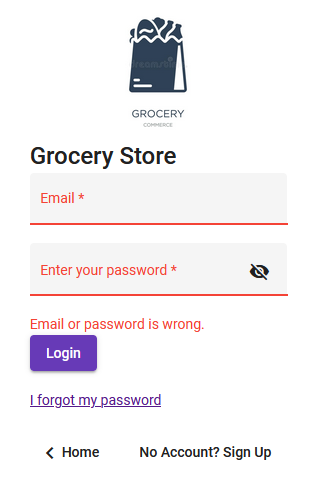 GROCERY
COMMERCE
Grocery Store
Email *
Enter your password *
Email or password is wrong.
Login
I forgot my password
Home
No Account? Sign Up